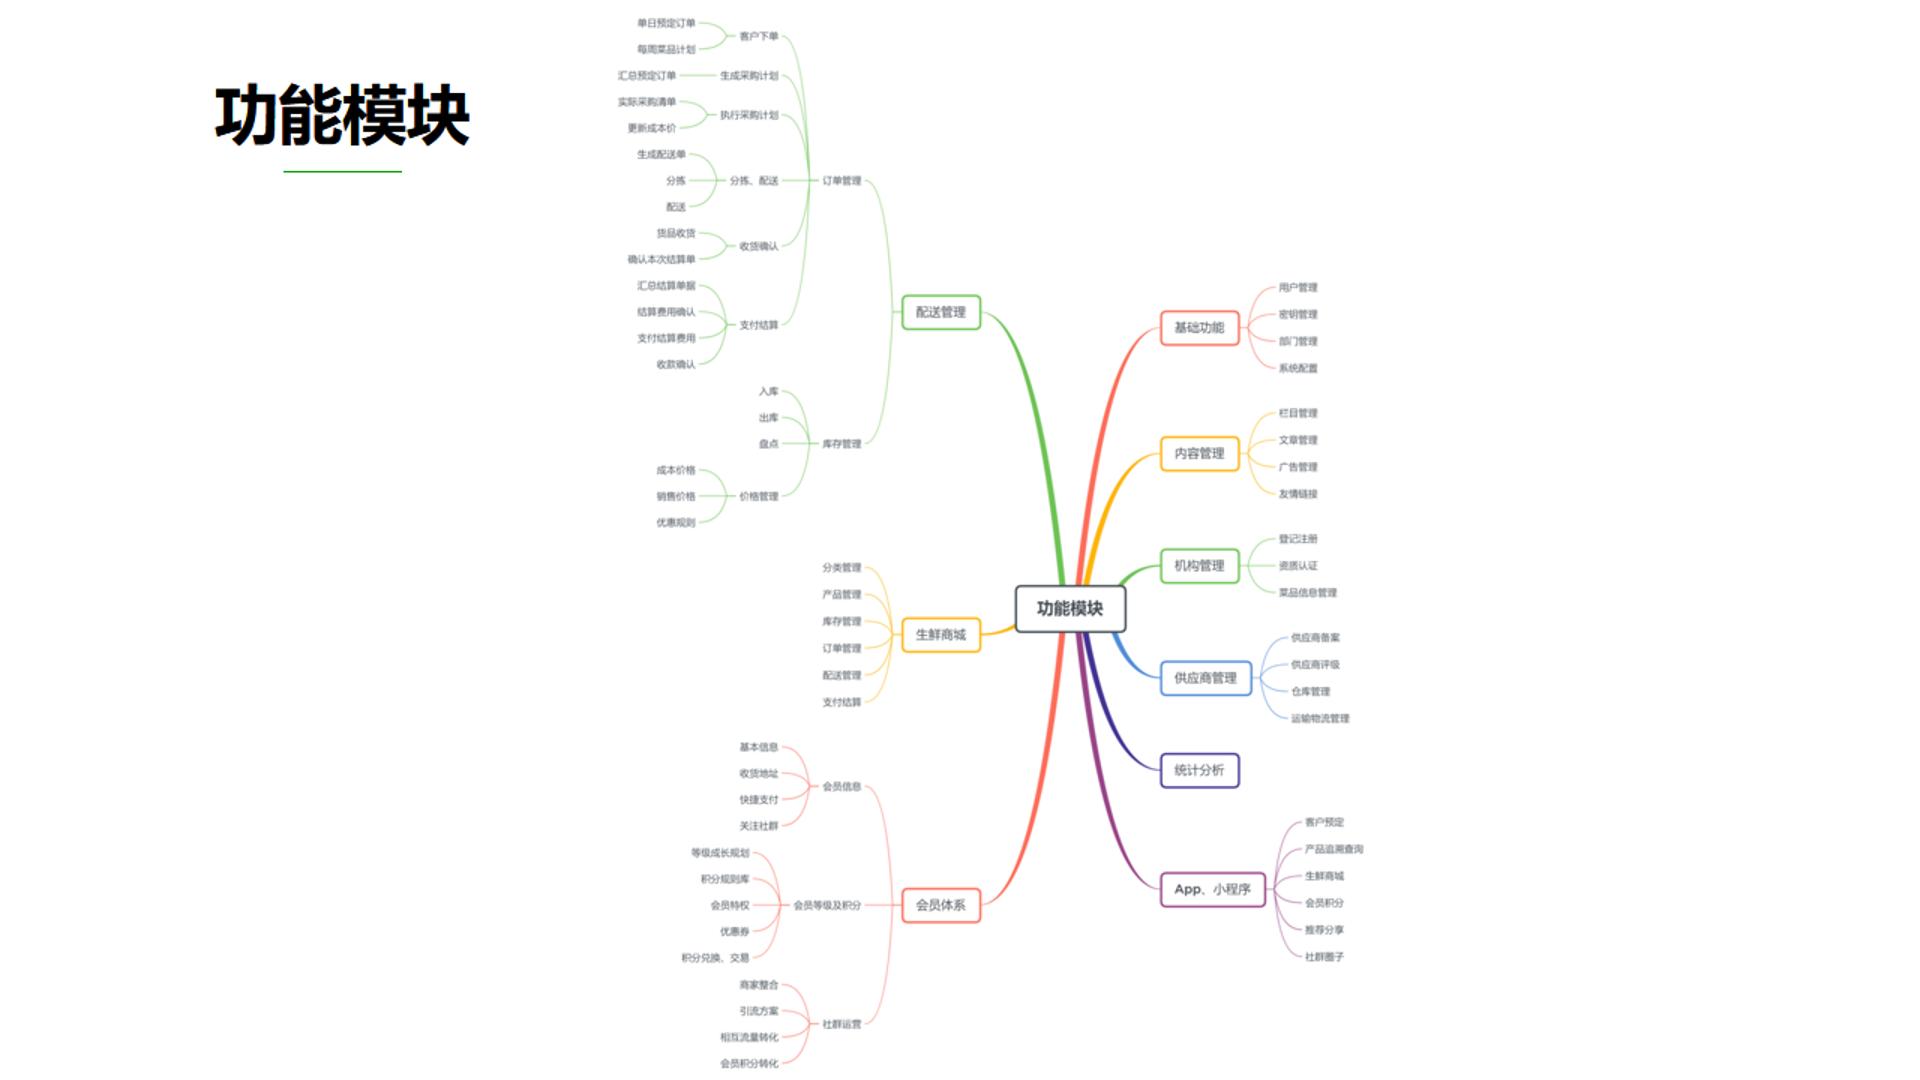 功能模块
单日预定订单
每周菜品计划
客户下单
汇总预定订单
生成采购计划
实际采购清单
更新成本价
执行采购计划
生成配送单
分拣
配送
分拣、配送
货品收货
确认本次结算单
收货确认
汇总结算单据
结算费用确认
支付结算费用
收款确认
支付结算
订单管理
入库
出库
盘点
成本价格
销售价格
优惠规则
价格管理
库存管理
配送管理
分类管理
产品管理
库存管理
订单管理
配送管理
支付结算
生鲜商城
基本信息
收货地址
快捷支付
关注社群
会员信息
等级成长规划
积分规则库
会员特权
优惠券
积分兑换、交易
会员等级及积分
商家整合
引流方案
相互流量转化
会员积分转化
社群运营
会员体系
功能模块
基础功能
用户管理
密钥管理
部门管理
系统配置
内容管理
栏目管理
文章管理
广告管理
友情链接
机构管理
登记注册
资质认证
菜品信息管理
供应商管理
供应商备案
供应商评级
仓库管理
运输物流管理
统计分析
App、小程序
客户预定
产品追溯查询
生鲜商城
会员积分
推荐分享
社群圈子